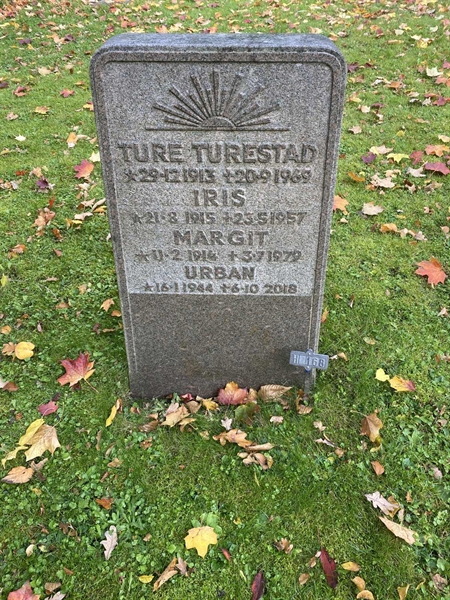 TURE TURESTAD
★29-12 1913 +20-9 1969
IRIS
★21-8 1915 +23.5 1957
MARGIT
★11-2 1914 +3-7 1979
URBAN
★16-1 1944 +6-10 2018